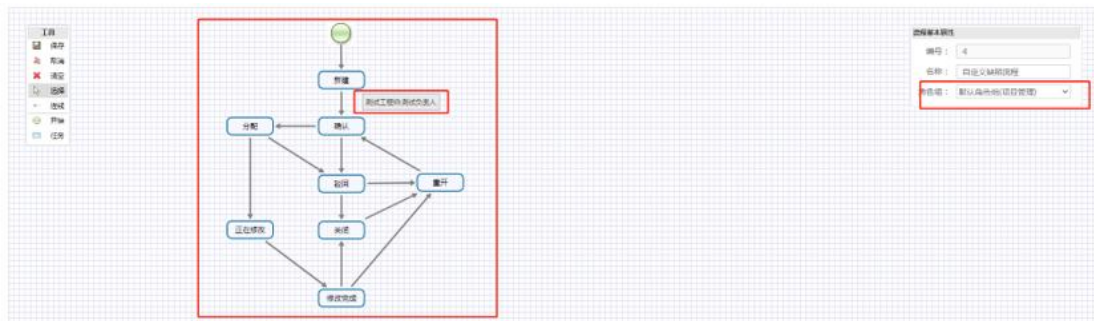 工具
保存
取消
清空
选择
连线
开始
任务
新建
测试工程师,测试负责人
分配
确认
驳回
重开
正在修改
关闭
修改完成
流程基本属性
编号：
名称： 自定义缺陷流程
角色组： 默认角色组(项目管理)